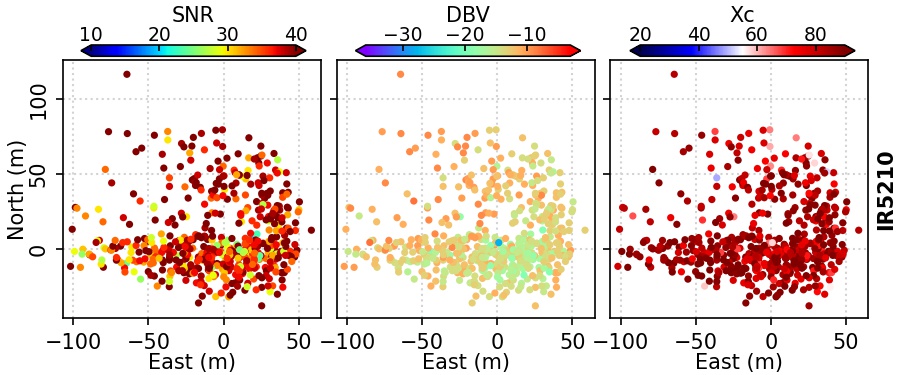 SNR DBV Xc
10 20 30 40 −30 −20 −10 20 40 60 80
100
50
0
North (m)
IR5210
−100 −50 0 50 −100 −50 0 50 −100 −50 0 50
East (m) East (m) East (m)